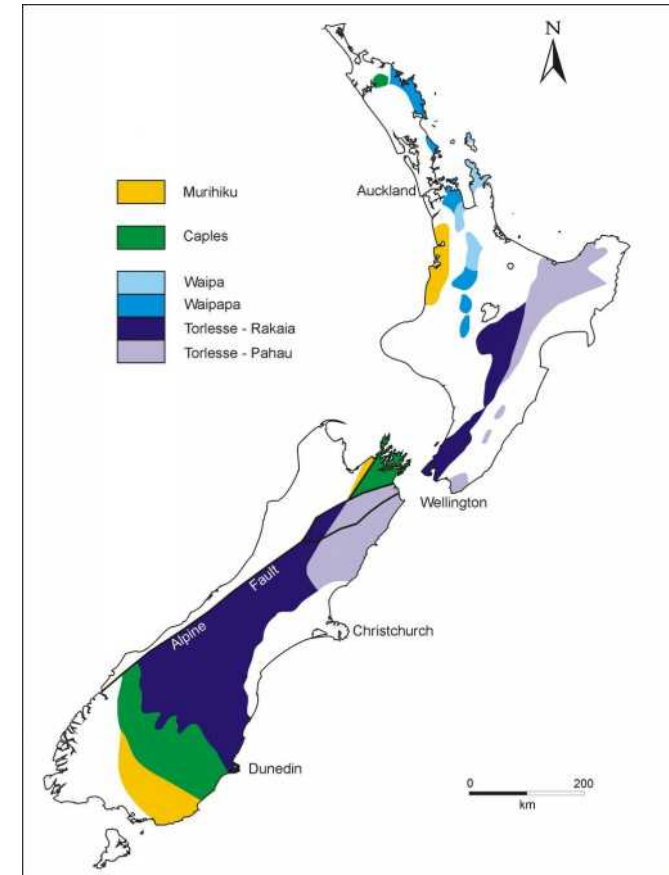 N
Auckland
Murihiku
Caples
Waipa
Waipapa
Torlesse - Rakaia
Torlesse - Pahau
Wellington
Alpine Fault
Christchurch
Dunedin
0 200
km